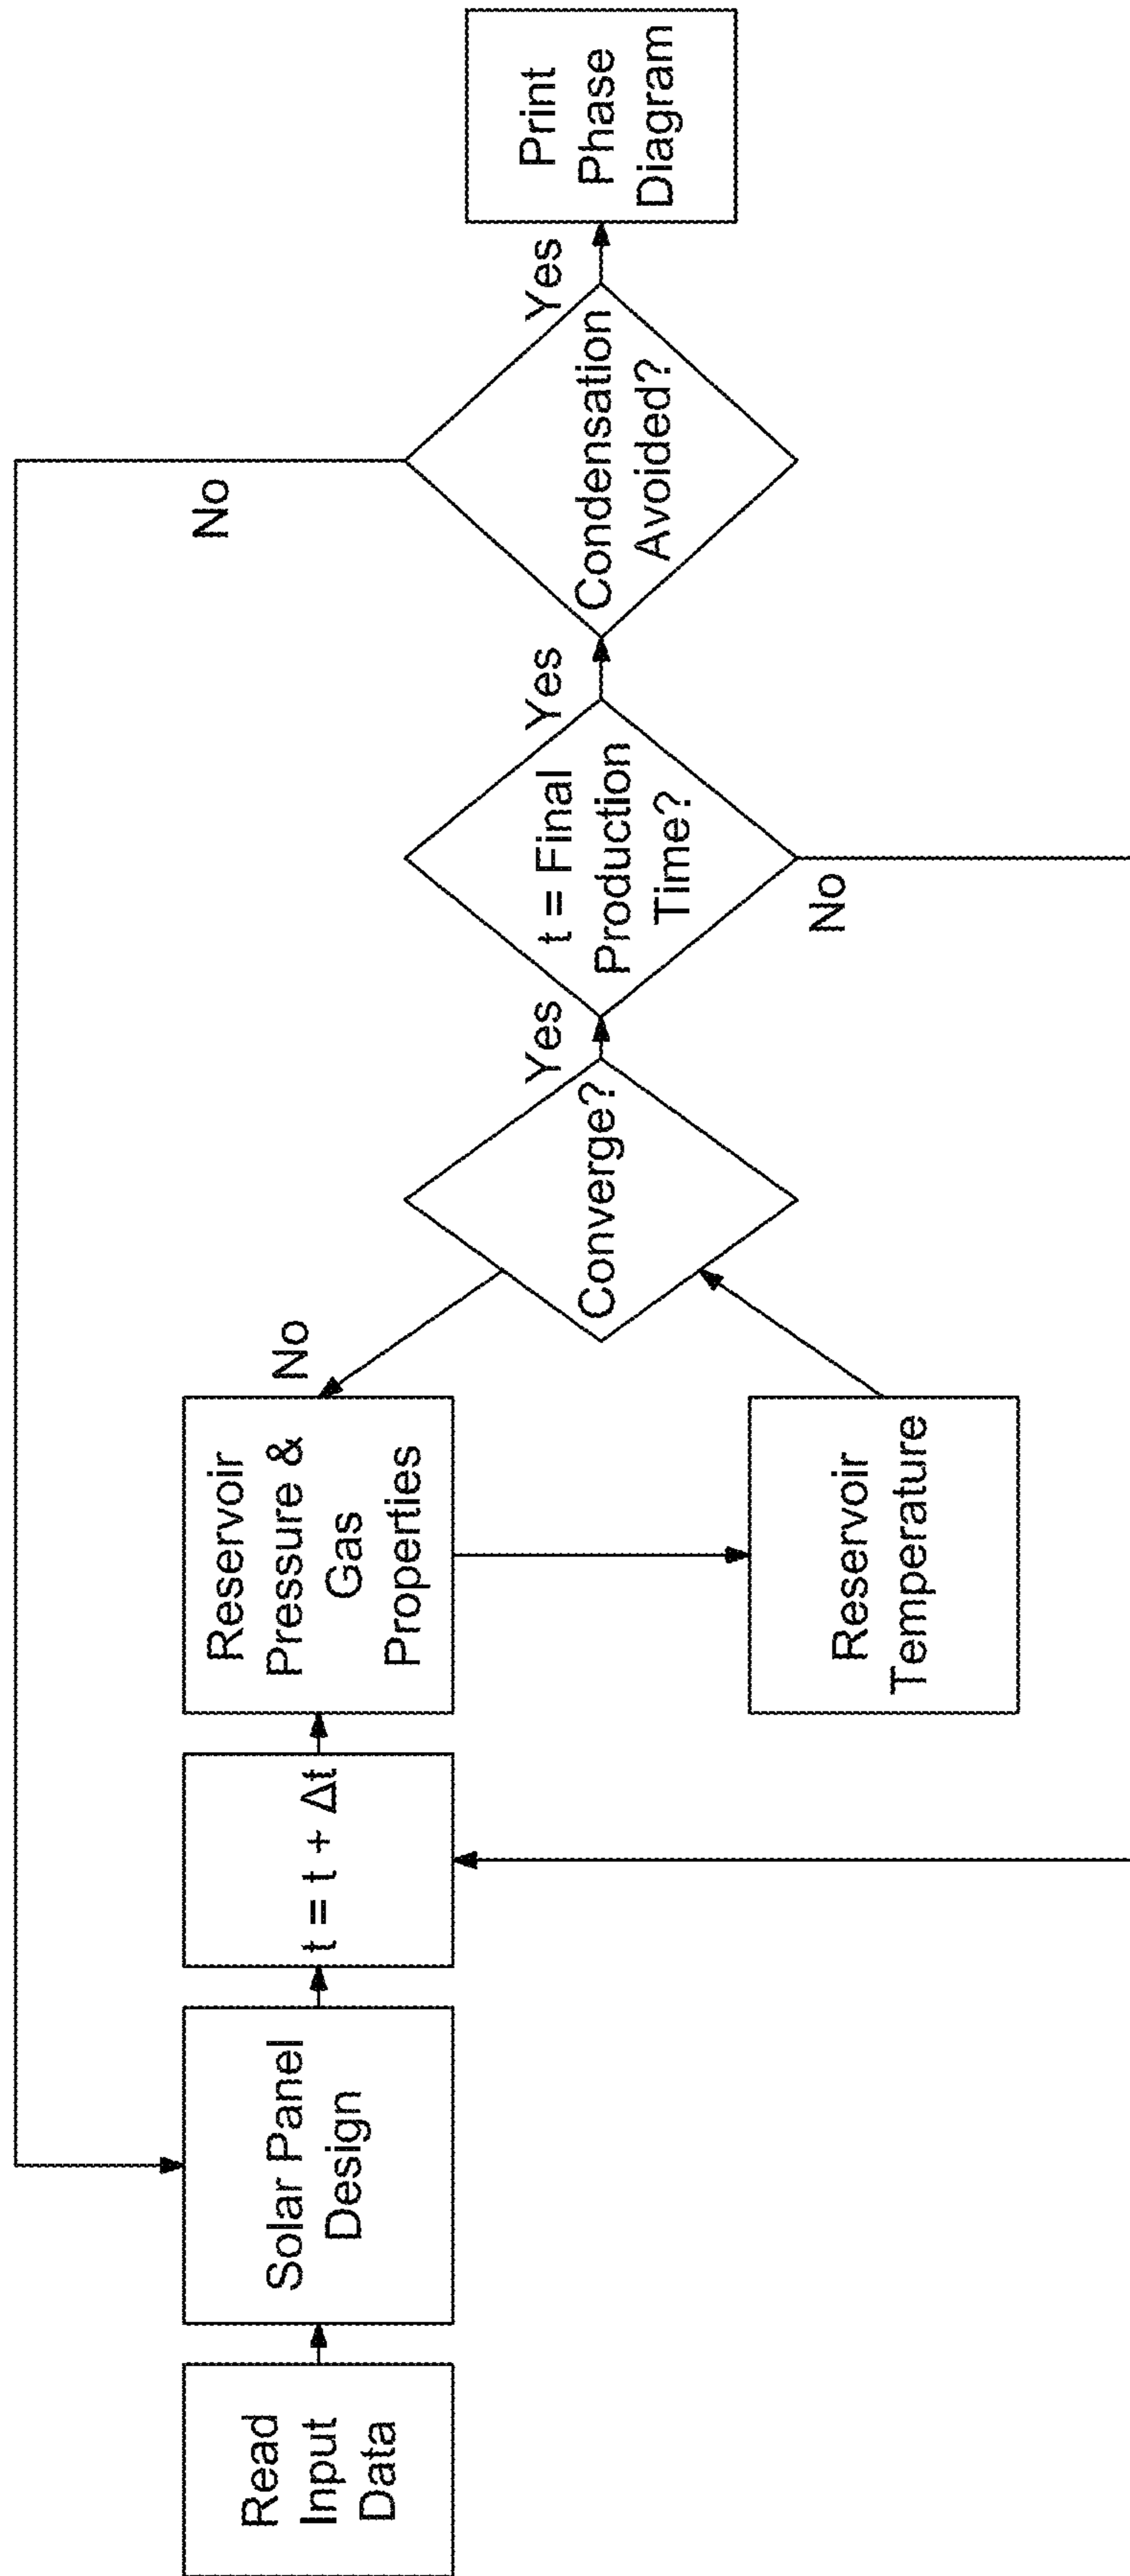 Read
Input
Data
Solar Panel
Design
t = t + Δt
Reservoir
Pressure &
Gas
Properties
Reservoir
Temperature
No
Converge?
Yes
t = Final
Production
Time?
Yes
No
Condensation
Avoided?
No
Yes
Print
Phase
Diagram